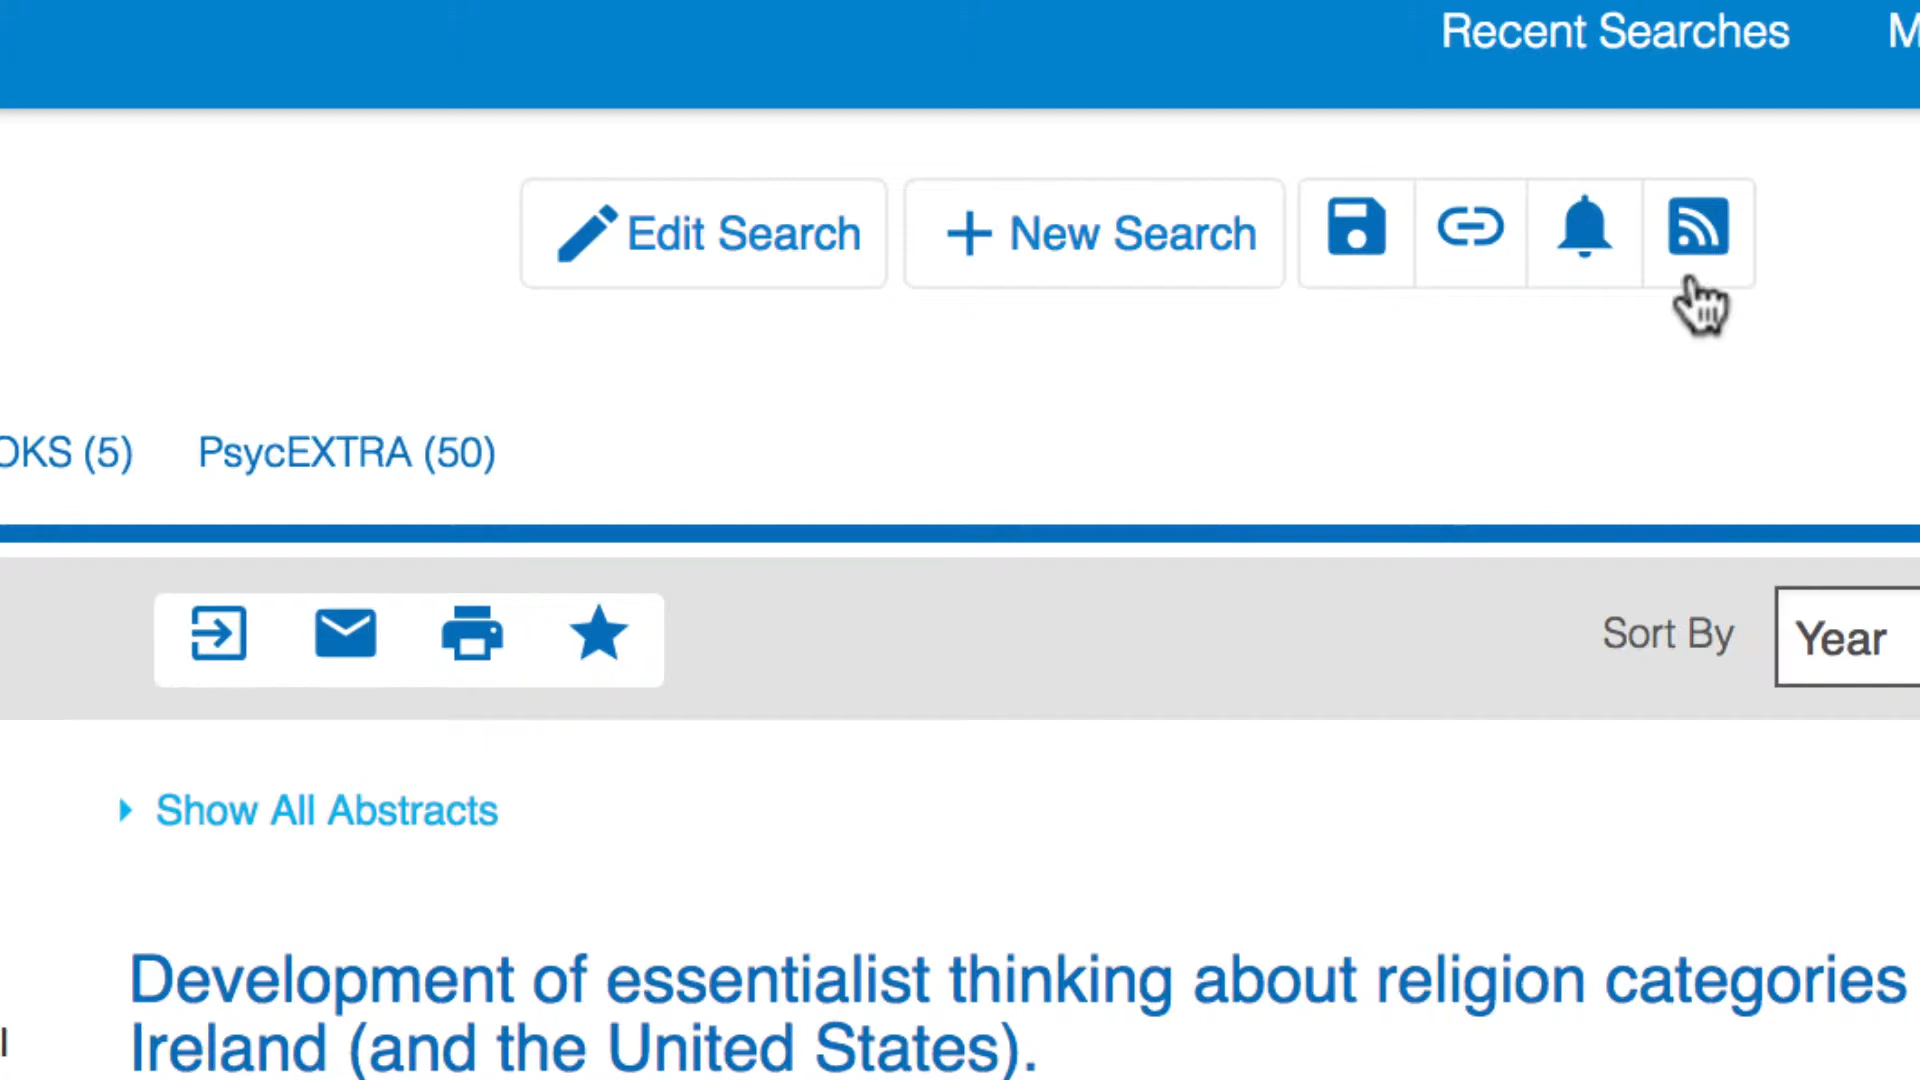 Recent Searches
Edit Search
New Search
OKS (5)
PsycEXTRA (50)
Sort By
Year
Show All Abstracts
Development of essentialist thinking about religion categories
Ireland (and the United States).